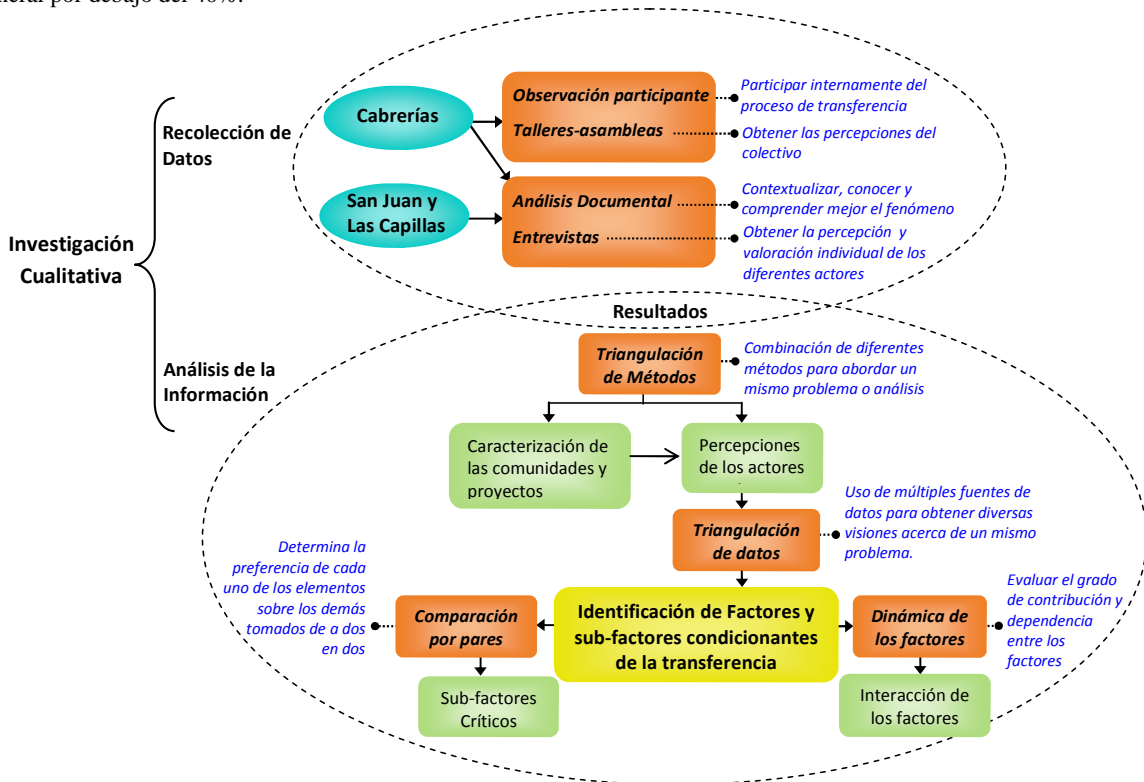 neral por debajo del 40%.
Investigación
Cualitativa
Recolección de
Datos
Cabrerías
San Juan y
Las Capillas
Observación participante
Talleres-asambleas
Participar internamente del
proceso de transferencia
Obtener las percepciones del
colectivo
Análisis Documental
Entrevistas
Contextualizar, conocer y
comprender mejor el fenómeno
Obtener la percepción y
valoración individual de los
diferentes actores
Resultados
Análisis de la
Información
Triangulación
de Métodos
Combinación de diferentes
métodos para abordar un
mismo problema o análisis
Caracterización de
las comunidades y
proyectos
Percepciones
de los actores
.
Triangulación
de datos
Uso de múltiples fuentes de
datos para obtener diversas
visiones acerca de un mismo
problema.
Determina la
preferencia de cada
uno de los elementos
sobre los demás
tomados de a dos
en dos
Comparación
por pares
Identificación de Factores y
sub-factores condicionantes
de la transferencia
Dinámica de
los factores
Evaluar el grado
de contribución y
dependencia
entre los
factores
Sub-factores
Críticos
Interacción de
los factores